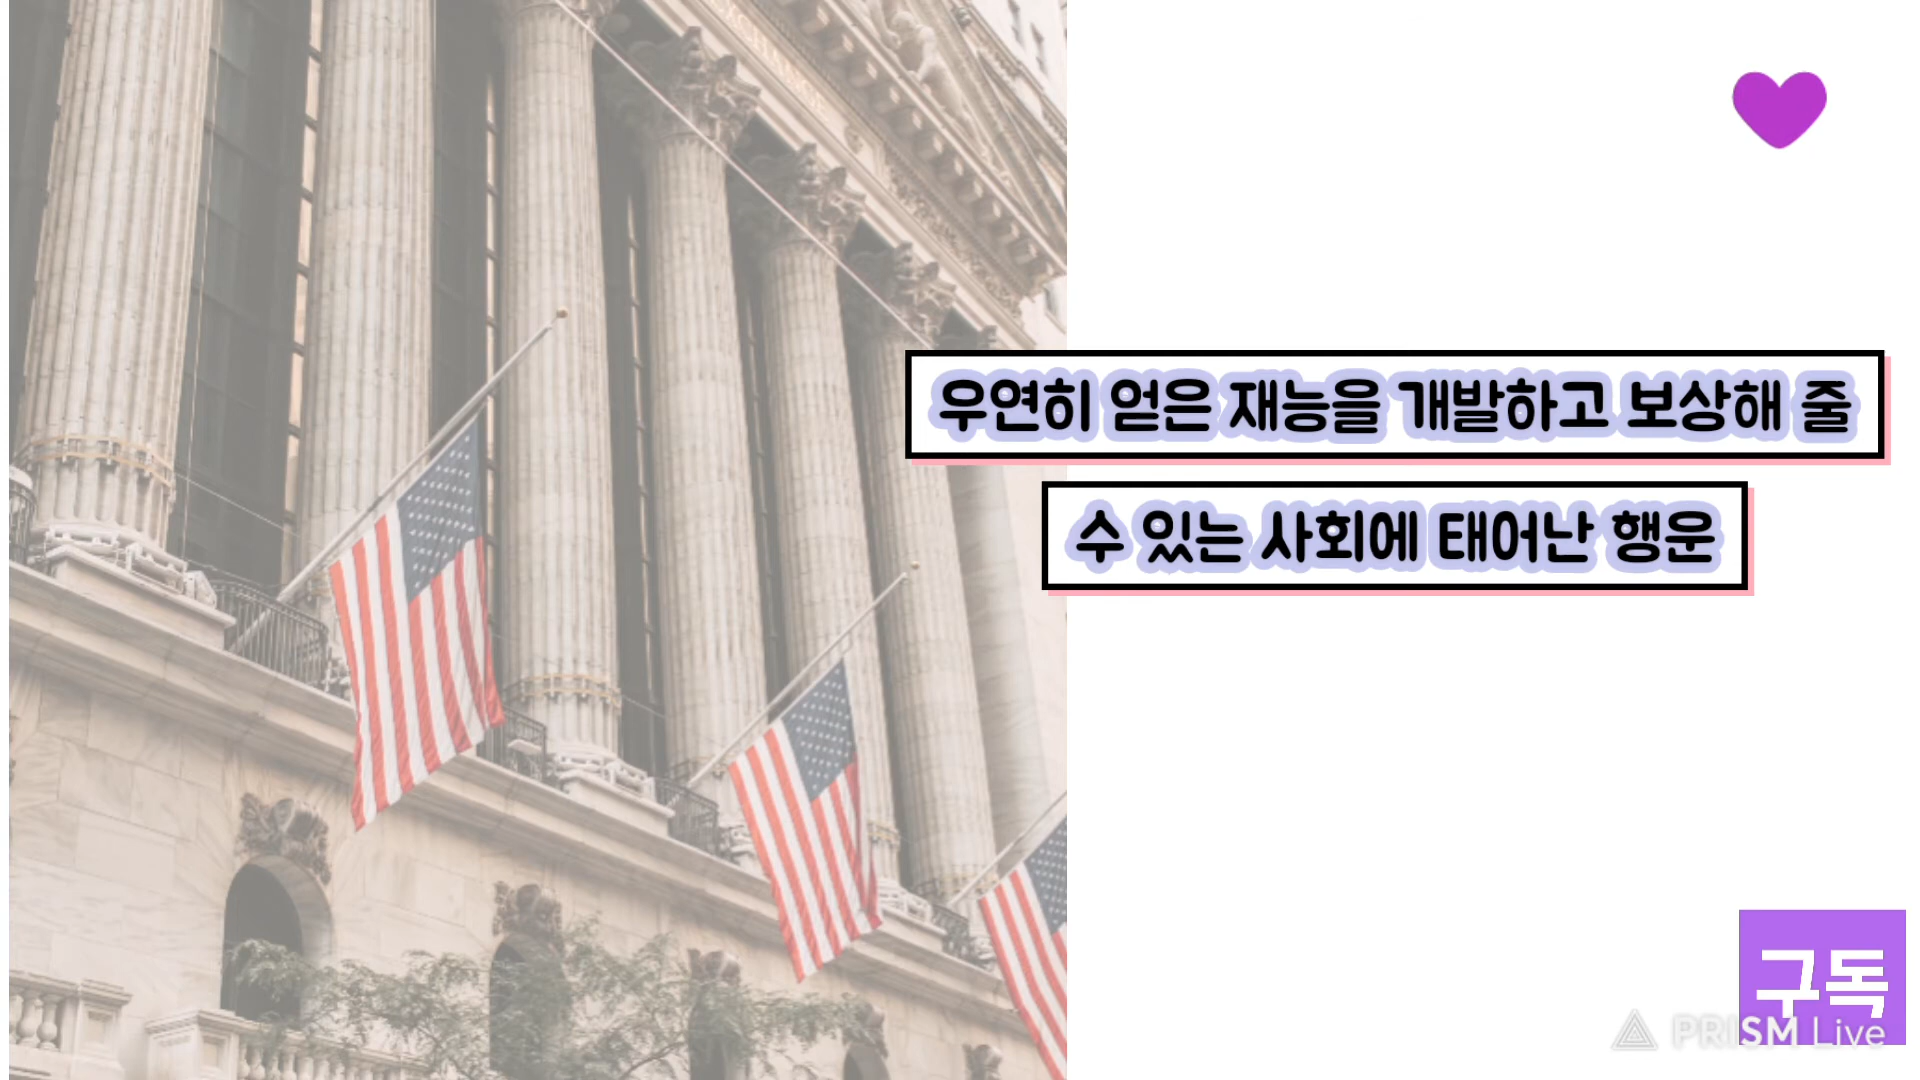 EXCHANGE
우연히 얻은 재능을 개발하고 보상해 줄
수 있는 사회에 태어난 행운
구독
PRISM Live